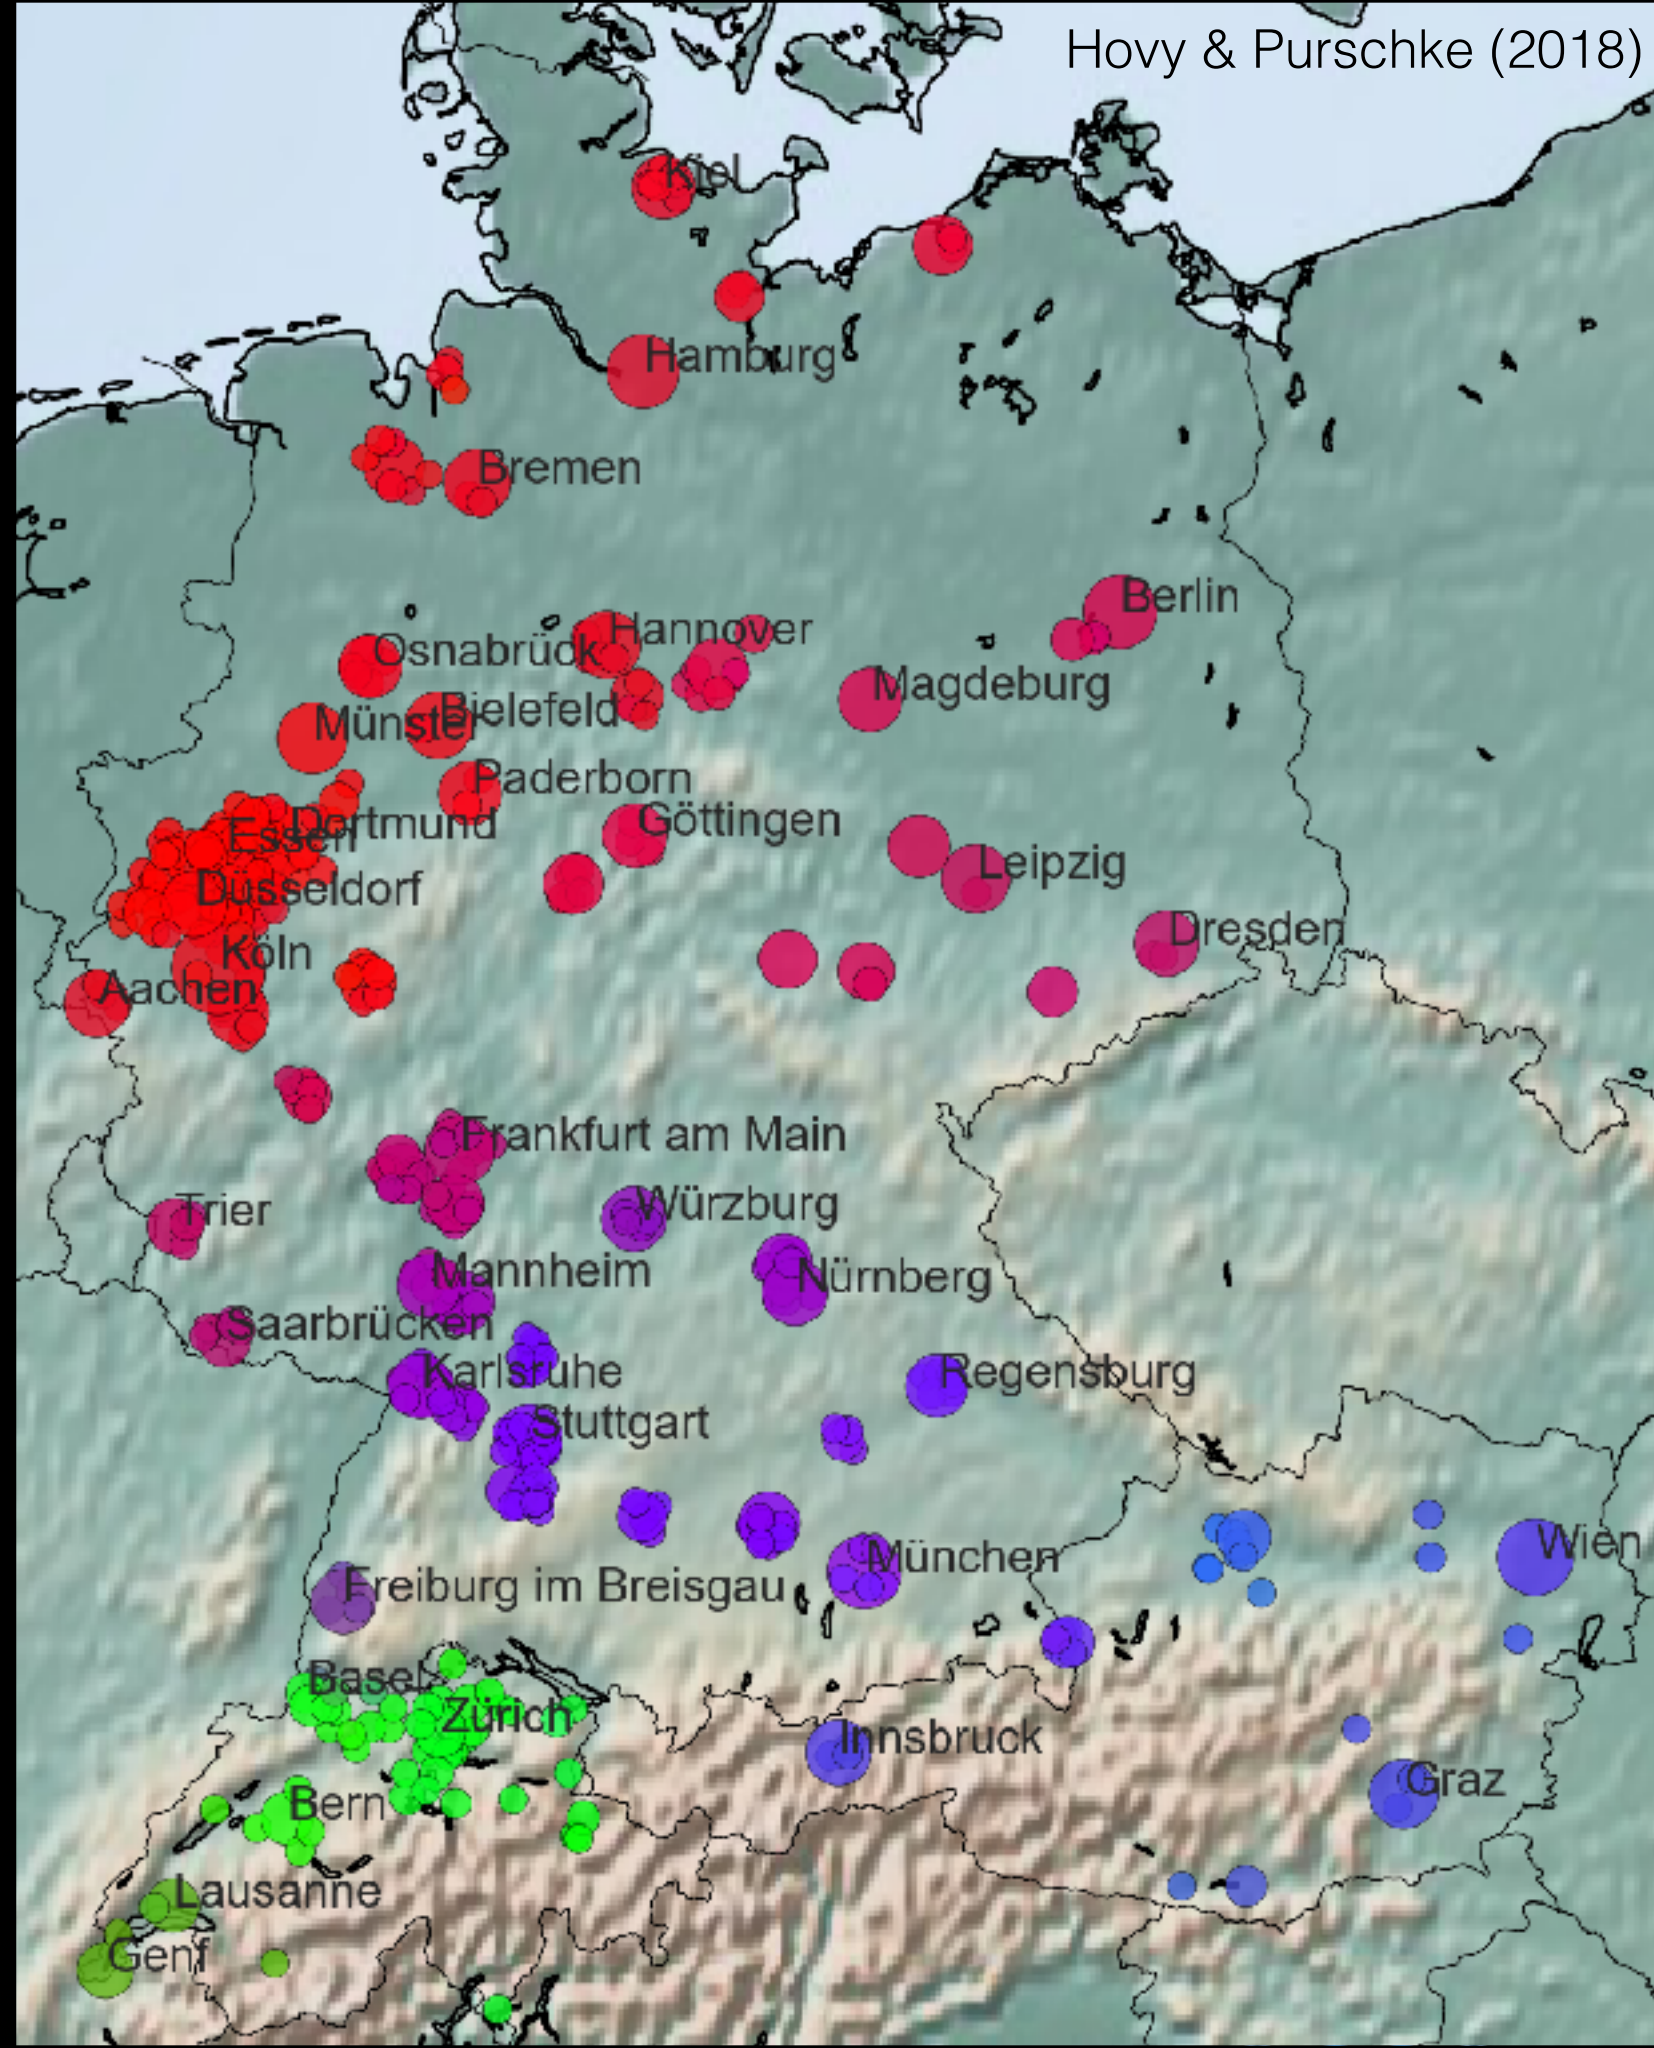 Hovy & Purschke (2018)
Kiel
Hamburg
Bremen
Berlin
Hannover
Osnabrück
Magdeburg
Bielefeld
Münster
Paderborn
Göttingen
Dortmund
Essen
Leipzig
Düsseldorf
Dresden
Köln
Aachen
Frankfurt am Main
Würzburg
Trier
Mannheim
Nürnberg
Saarbrücken
Karlsruhe
Regensburg
Stuttgart
Wien
München
Freiburg im Breisgau
Basel
Zürich
Innsbruck
Graz
Bern
Lausanne
Genf